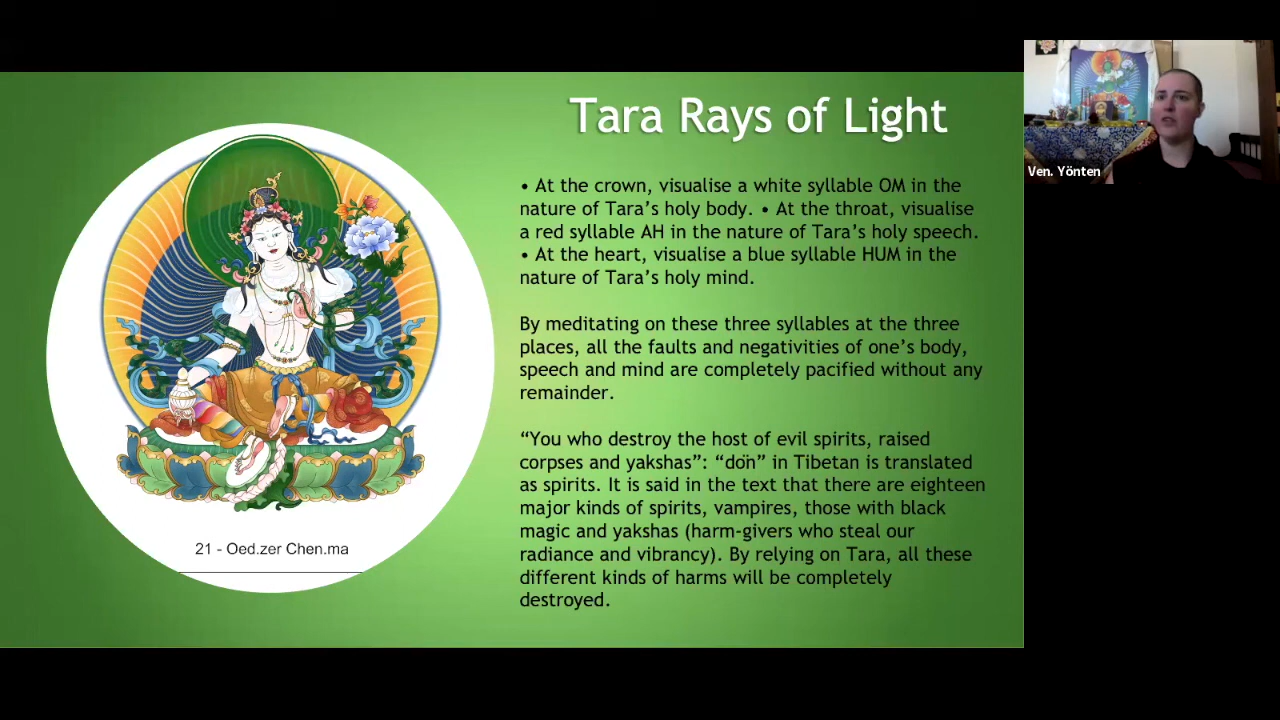 Tara Rays of Light
• At the crown, visualise a white syllable OM in the
nature of Tara’s holy body. • At the throat, visualise
a red syllable AH in the nature of Tara’s holy speech.
• At the heart, visualise a blue syllable HUM in the
nature of Tara’s holy mind.
By meditating on these three syllables at the three
places, all the faults and negativities of one’s body,
speech and mind are completely pacified without any
remainder.
“You who destroy the host of evil spirits, raised
corpses and yakshas”: “dön” in Tibetan is translated
as spirits. It is said in the text that there are eighteen
major kinds of spirits, vampires, those with black
magic and yakshas (harm-givers who steal our
radiance and vibrancy). By relying on Tara, all these
different kinds of harms will be completely
destroyed.
21 - Oed.zer Chen.ma
Ven. Yönten